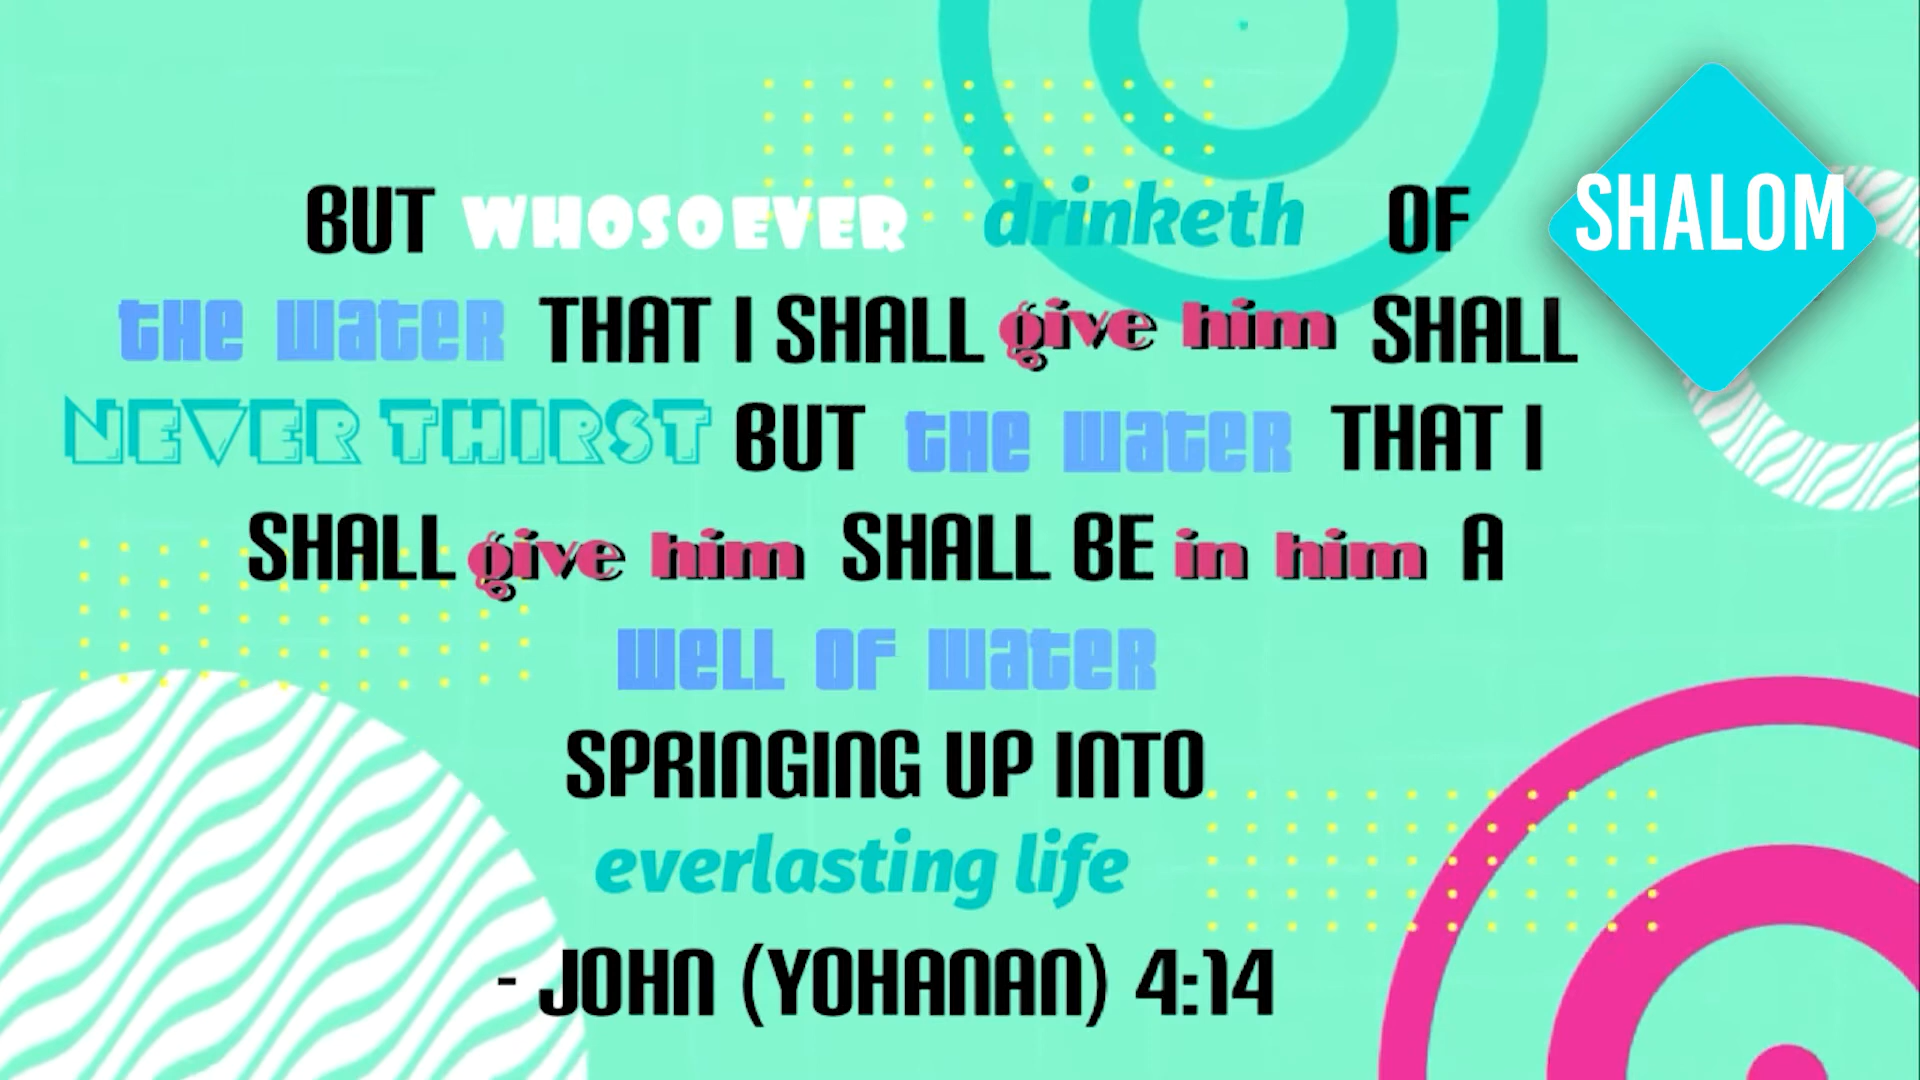 BUT WHOSOEVER drinketh OF
SHALOM
tHE WatER THAT I SHALL give him SHALL
NEVER THIRST BUT tHE WatER THAT I
SHALL give him SHALL BE in him A
WELL OF WatER
SPRINGING UP INTO
everlasting life
- JOHN (YOHANAN) 4:14